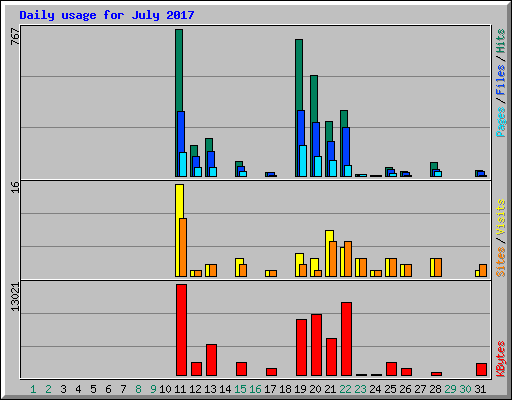 Daily usage for July 2017
767
Pages / Files / Hits
16
Sites / Visits
13021
KBytes
1 2 3 4 5 6 7 8 9 10 11 12 13 14 15 16 17 18 19 20 21 22 23 24 25 26 27 28 29 30 31